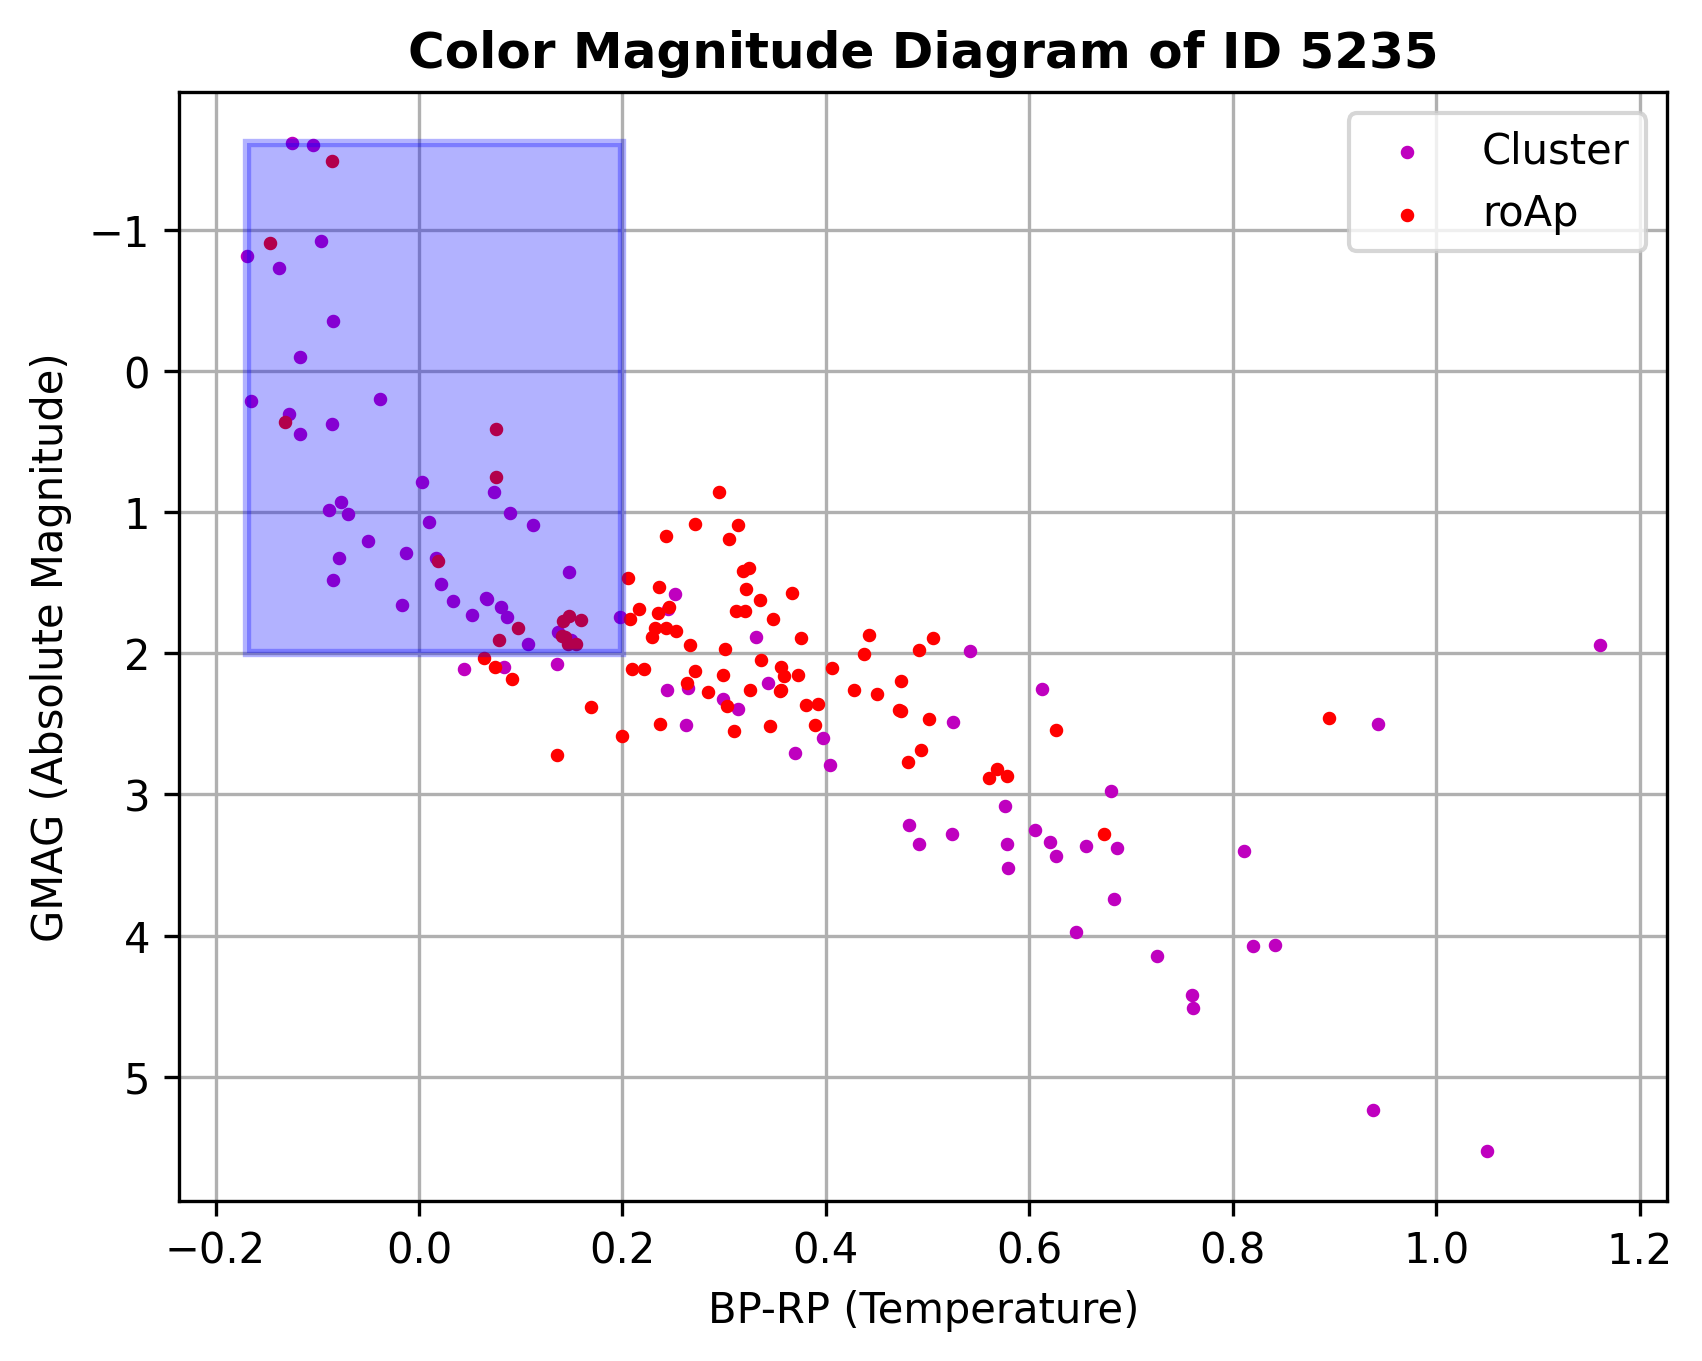 Color Magnitude Diagram of ID 5235
Cluster
roAp
GMAG (Absolute Magnitude)
−1
0
1
2
3
4
5
−0.2 0.0 0.2 0.4 0.6 0.8 1.0 1.2
BP-RP (Temperature)